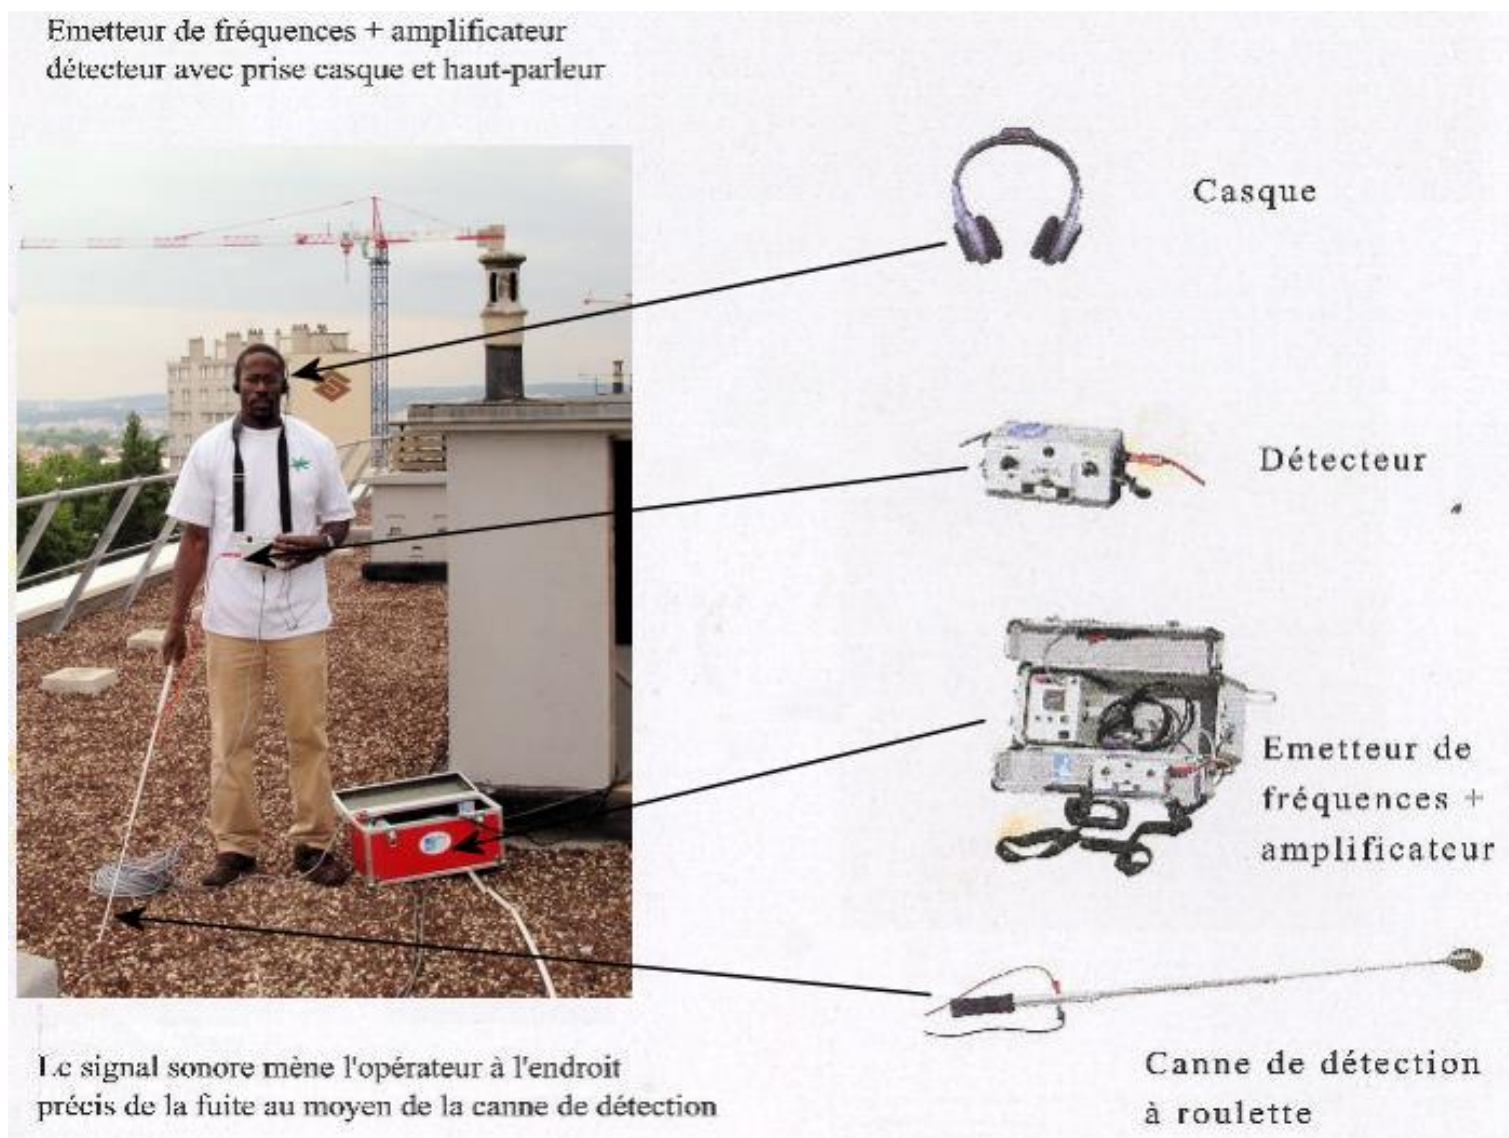 Emetteur de fréquences + amplificateur
détecteur avec prise casque et haut-parleur
Casque
Détecteur
Emetteur de
fréquences +
amplificateur
Canne de détection
à roulette
Le signal sonore mène l'opérateur à l'endroit
précis de la fuite au moyen de la canne de détection